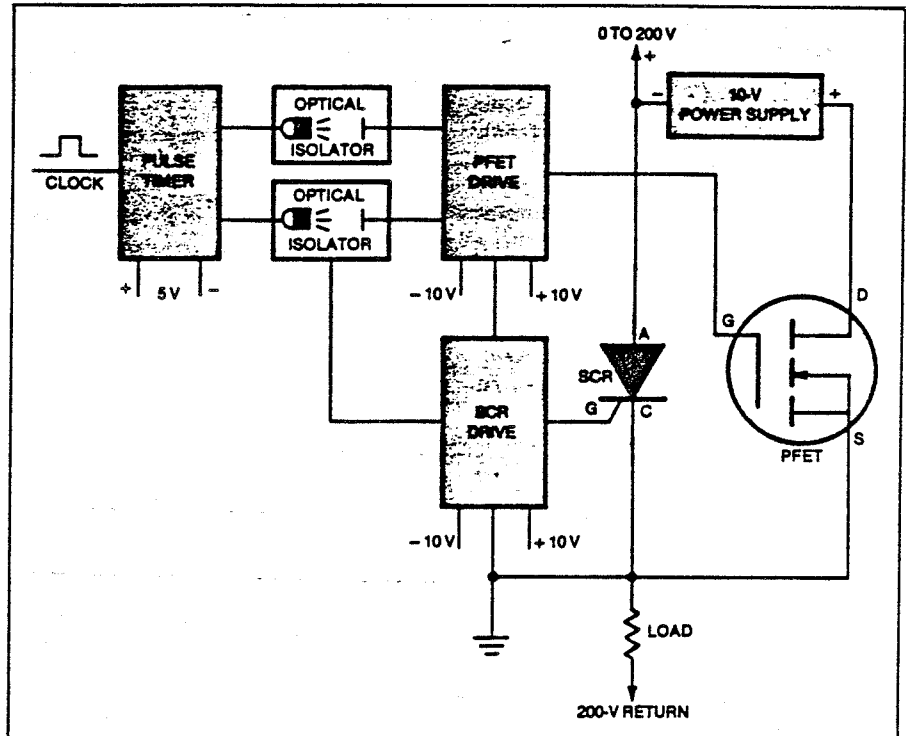 0 TO 200 V
+
- 10-V +
POWER SUPPLY
OPTICAL
ISOLATOR
PULSE
TIMER
PFET
DRIVE
CLOCK
OPTICAL
ISOLATOR
+ 5 V -
- 10 V + 10 V
D
G
A
SCR
G C
SCR
DRIVE
S
PFET
- 10 V + 10 V
LOAD
200-V RETURN